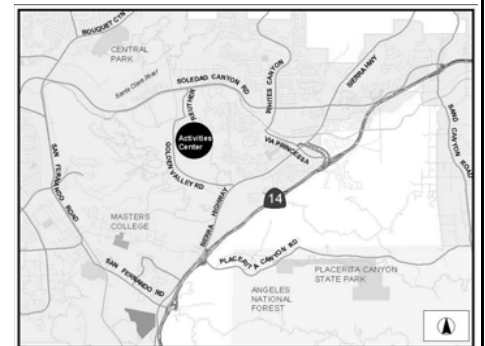 BOUQUET CYN
CENTRAL
PARK
Santa Clara River
SOLEDAD CANYON RD
WHITES CANYON
SIERRA HWY
REUTHER
Activities
Center
VIA PRINCESSA
SAND CANYON ROAD
SAN FERNANDO ROAD
GOLDEN VALLEY RD
14
SIERRA HIGHWAY
MASTERS
COLLEGE
SAN FERNANDO RD
PLACERITA CANYON RD
PLACERITA CANYON
STATE PARK
ANGELES
NATIONAL
FOREST